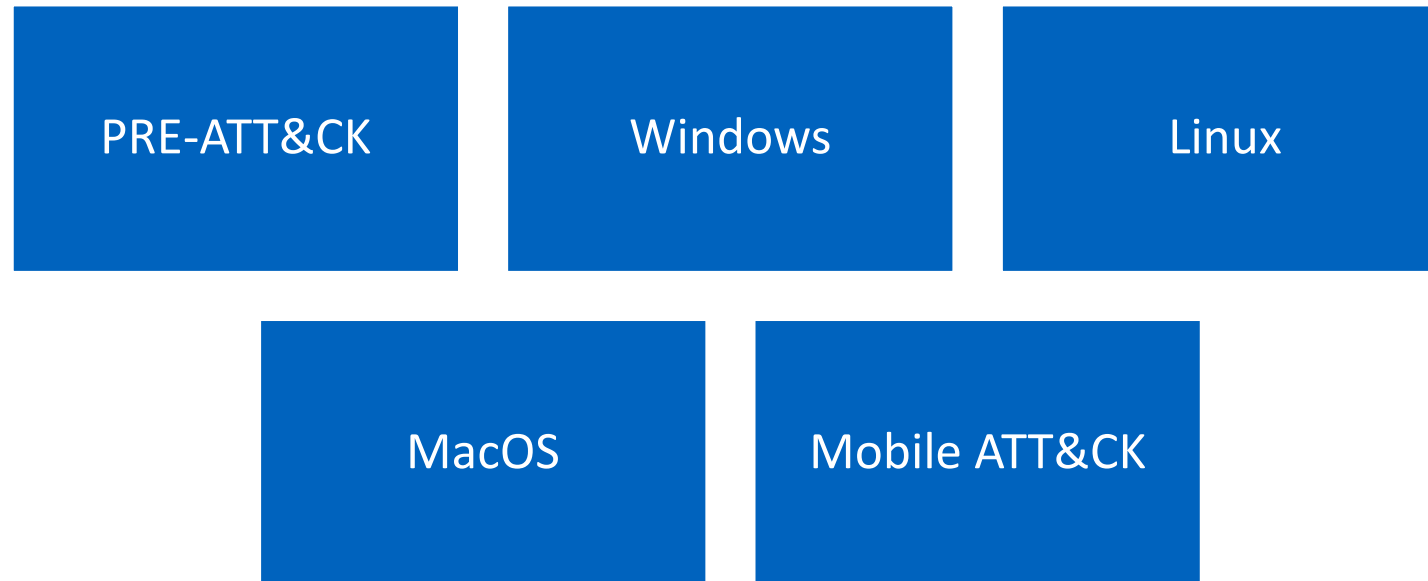 PRE-ATT&CK
Windows
Linux
MacOS
Mobile ATT&CK